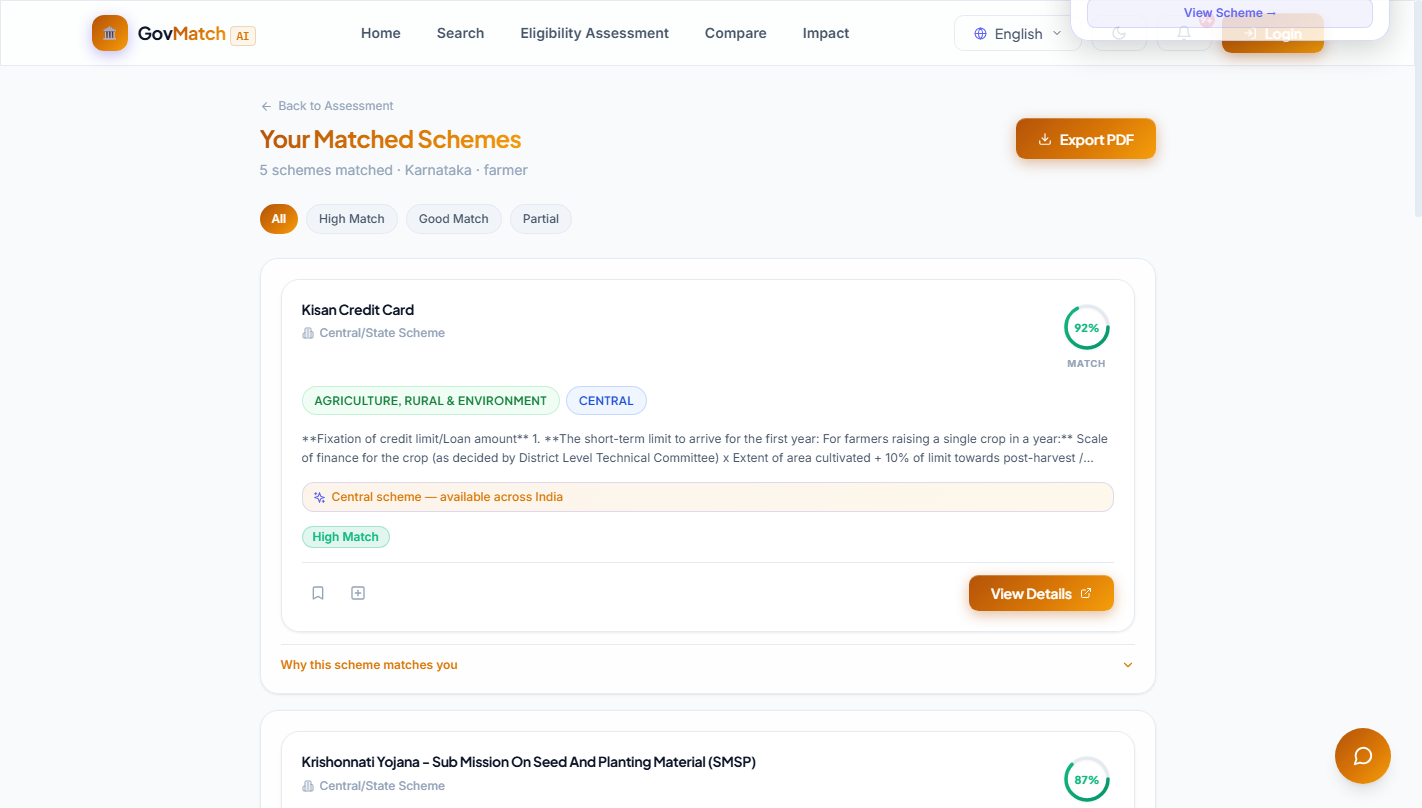 View Scheme →
GovMatch AI
Home
Search
Eligibility Assessment
Compare
Impact
English
Login
← Back to Assessment
Your Matched Schemes
5 schemes matched · Karnataka · farmer
Export PDF
All
High Match
Good Match
Partial
Kisan Credit Card
Central/State Scheme
92%
MATCH
AGRICULTURE, RURAL & ENVIRONMENT
CENTRAL
**Fixation of credit limit/Loan amount** 1. **The short-term limit to arrive for the first year: For farmers raising a single crop in a year:** Scale
of finance for the crop (as decided by District Level Technical Committee) x Extent of area cultivated + 10% of limit towards post-harvest /...
Central scheme — available across India
High Match
View Details
Why this scheme matches you
Krishonnati Yojana – Sub Mission On Seed And Planting Material (SMSP)
Central/State Scheme
87%